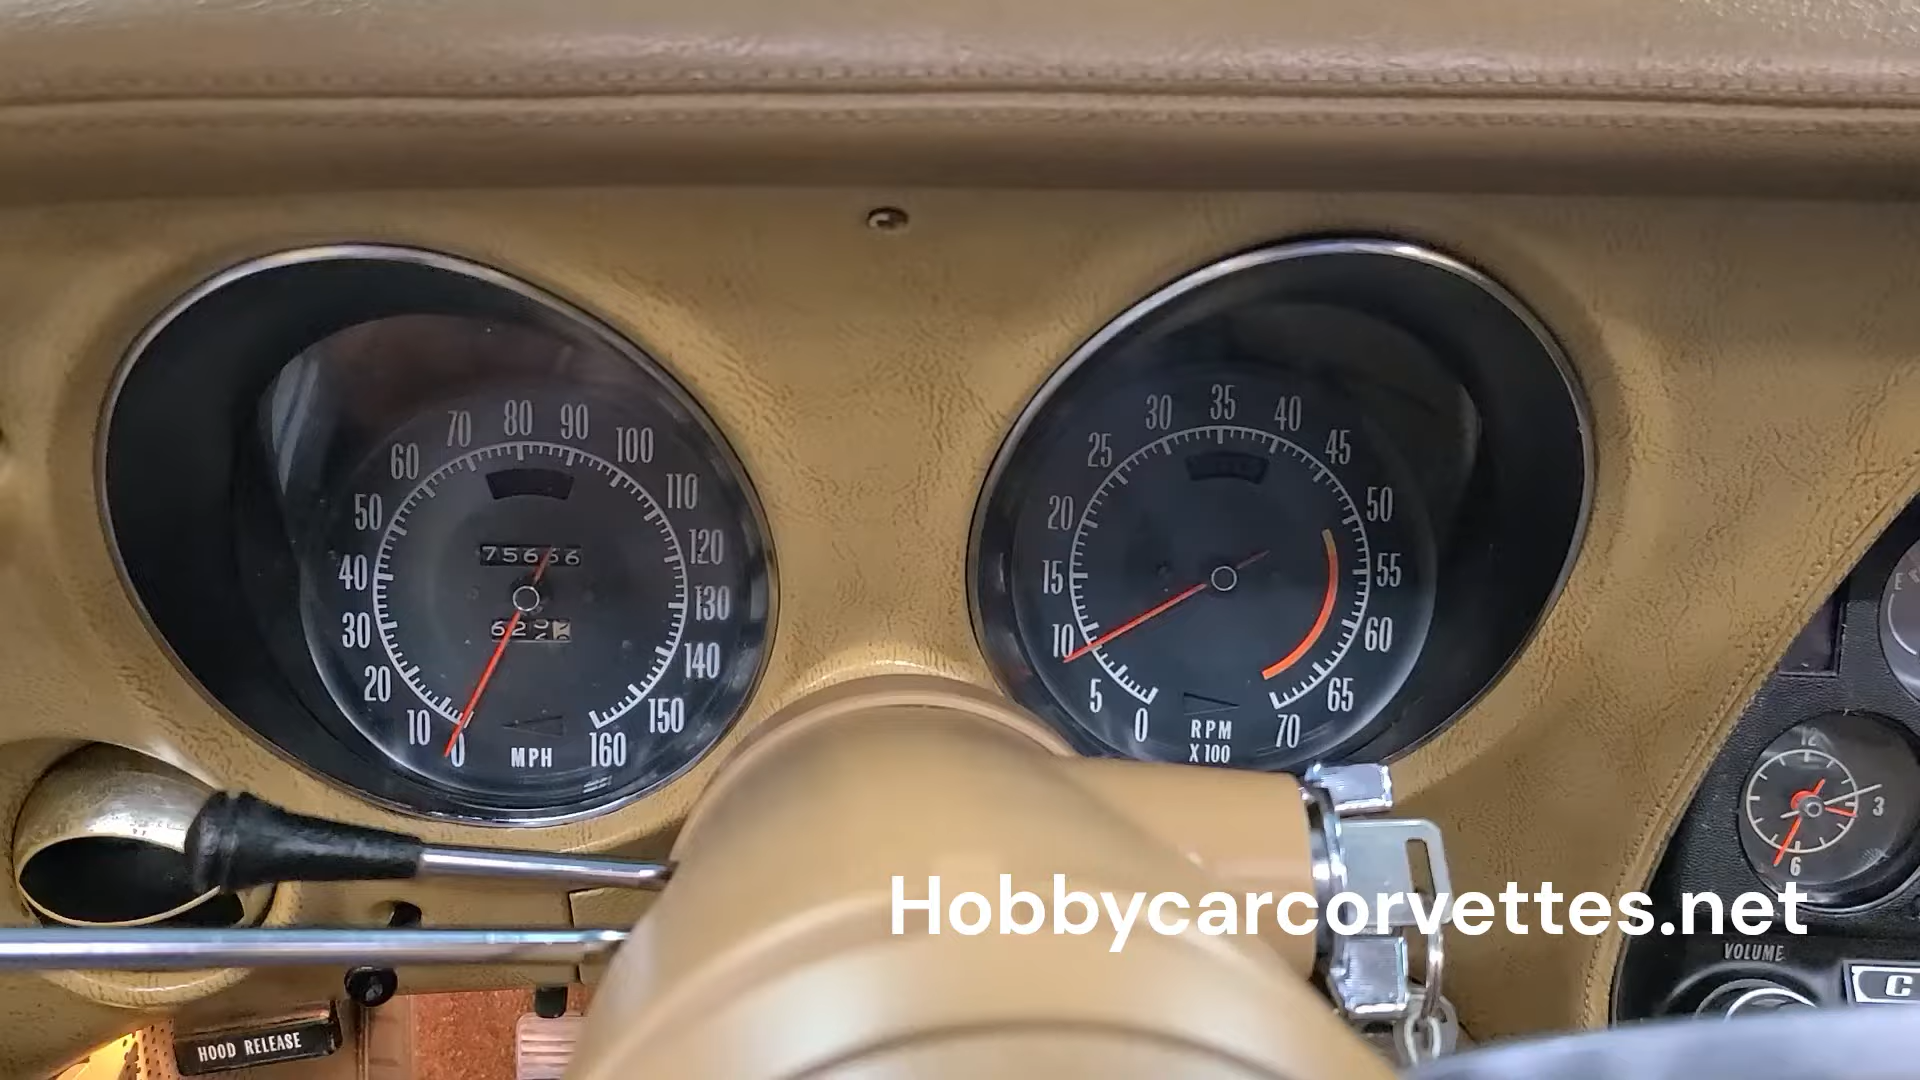 80
70 90
60 100
50 110
40 120
30 130
20 140
10 150
0 160
MPH
35
30 40
25 45
20 50
15 55
10 60
5 65
0 70
RPM
X 100
12
3
6
E
Hobbycarcorvettes.net
VOLUME
C
HOOD RELEASE